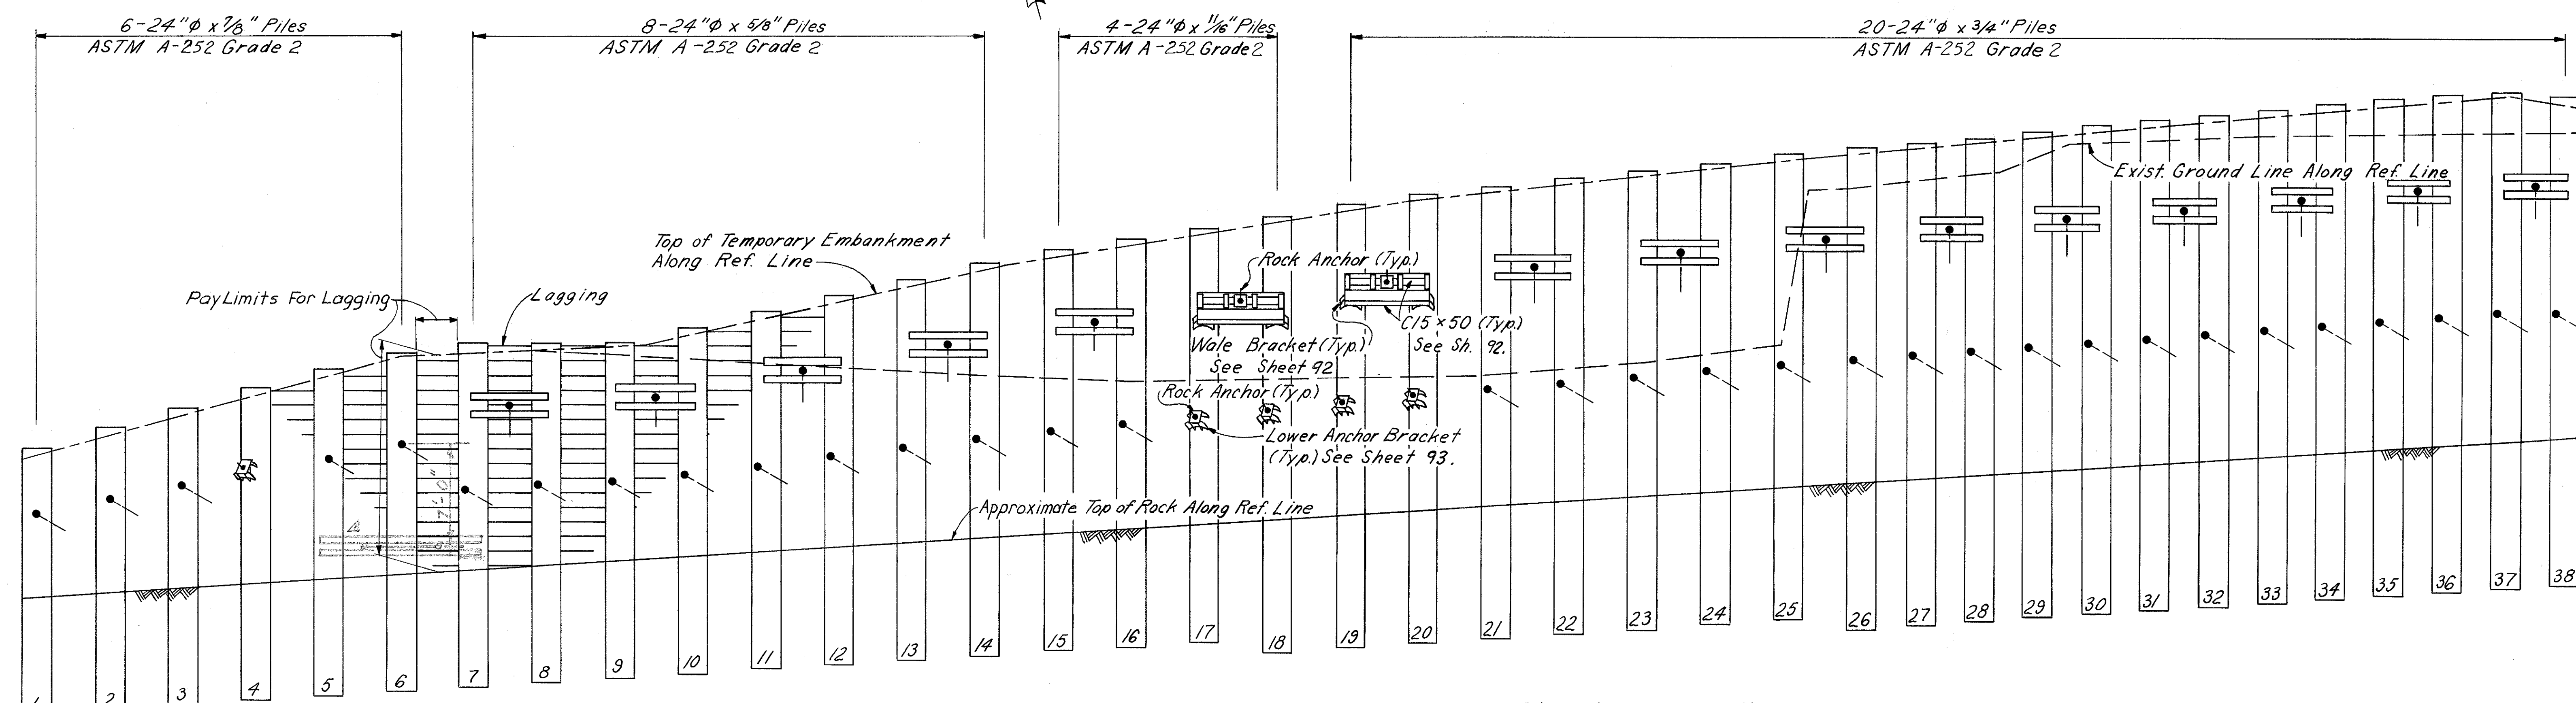 6-24"φ x 7/8" Piles
ASTM A-252 Grade 2
8-24"φ x 5/8" Piles
ASTM A-252 Grade 2
4-24"φ x 11/16" Piles
ASTM A-252 Grade 2
20-24"φ x 3/4" Piles
ASTM A-252 Grade 2
Exist. Ground Line Along Ref. Line
Top of Temporary Embankment
Along Ref. Line
Rock Anchor (Typ.)
Pay Limits For Lagging
Lagging
C15 x 50 (Typ.)
See Sh. 92.
Wale Bracket (Typ.)
See Sheet 92
Rock Anchor (Typ.)
Lower Anchor Bracket
(Typ.) See Sheet 93.
7'-0"
Approximate Top of Rock Along Ref. Line
1 2 3 4 5 6 7 8 9 10 11 12 13 14 15 16 17 18 19 20 21 22 23 24 25 26 27 28 29 30 31 32 33 34 35 36 37 38